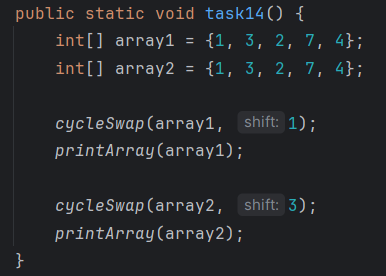 public static void task14() {
int[] array1 = {1, 3, 2, 7, 4};
int[] array2 = {1, 3, 2, 7, 4};
cycleSwap(array1, shift: 1);
printArray(array1);
cycleSwap(array2, shift: 3);
printArray(array2);
}